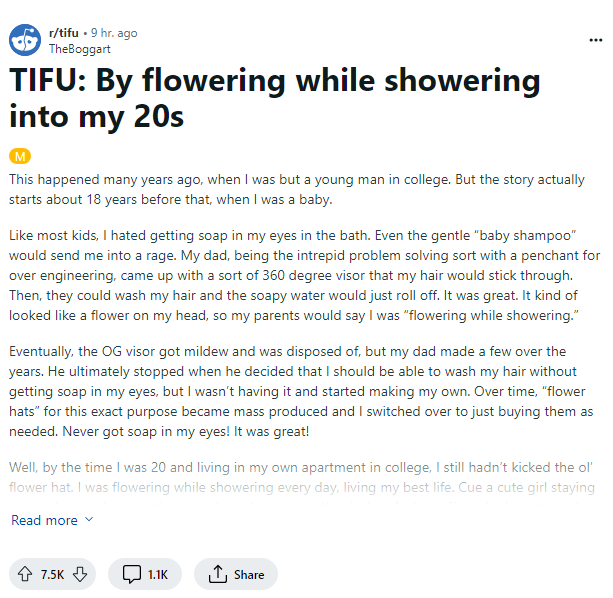 r/tifu • 9 hr. ago
TheBoggart
TIFU: By flowering while showering
into my 20s
M
This happened many years ago, when I was but a young man in college. But the story actually
starts about 18 years before that, when I was a baby.
Like most kids, I hated getting soap in my eyes in the bath. Even the gentle “baby shampoo”
would send me into a rage. My dad, being the intrepid problem solving sort with a penchant for
over engineering, came up with a sort of 360 degree visor that my hair would stick through.
Then, they could wash my hair and the soapy water would just roll off. It was great. It kind of
looked like a flower on my head, so my parents would say I was “flowering while showering.”
Eventually, the OG visor got mildew and was disposed of, but my dad made a few over the
years. He ultimately stopped when he decided that I should be able to wash my hair without
getting soap in my eyes, but I wasn’t having it and started making my own. Over time, “flower
hats” for this exact purpose became mass produced and I switched over to just buying them as
needed. Never got soap in my eyes! It was great!
Well, by the time I was 20 and living in my own apartment in college, I still hadn’t kicked the ol’
flower hat. I was flowering while showering every day, living my best life. Cue a cute girl staying
Read more
7.5K
1.1K
Share